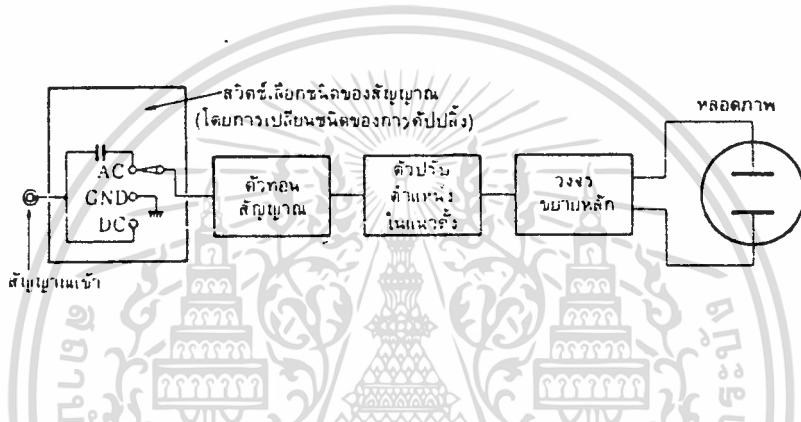 สวิตช์เลือกชนิดของสัญญาณ
(โดยการเปลี่ยนชนิดของการคัปปลิ้ง)
หลอดภาพ
AC
GND
DC
ตัวทอน
สัญญาณ
ตัวปรับ
ตำแหน่ง
ในแนวตั้ง
วงจร
ขยายหลัก
สัญญาณเข้า